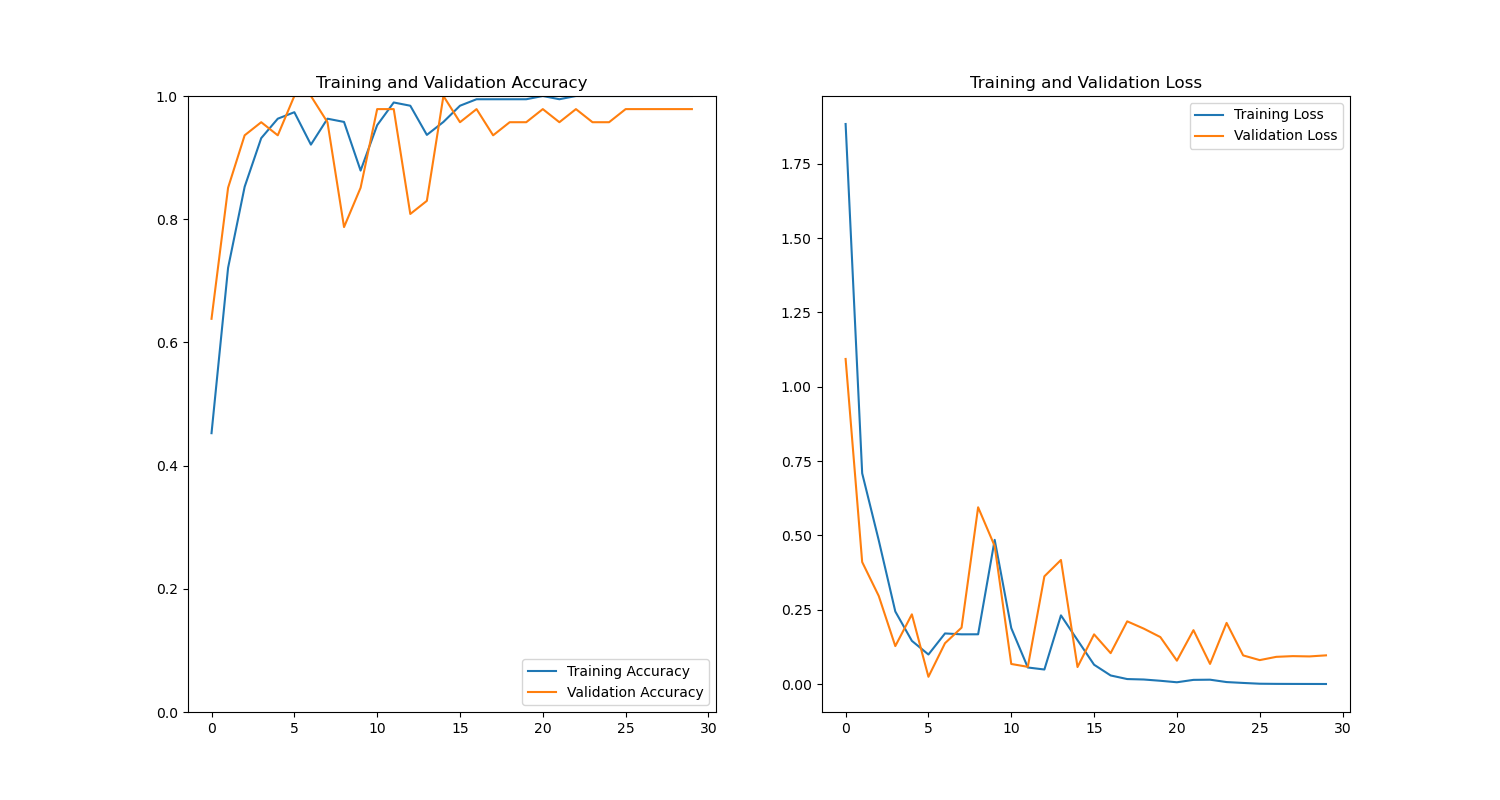 Training and Validation Accuracy
1.0
0.8
0.6
0.4
0.2
0.0
0 5 10 15 20 25 30
Training Accuracy
Validation Accuracy
Training and Validation Loss
1.75
1.50
1.25
1.00
0.75
0.50
0.25
0.00
0 5 10 15 20 25 30
Training Loss
Validation Loss